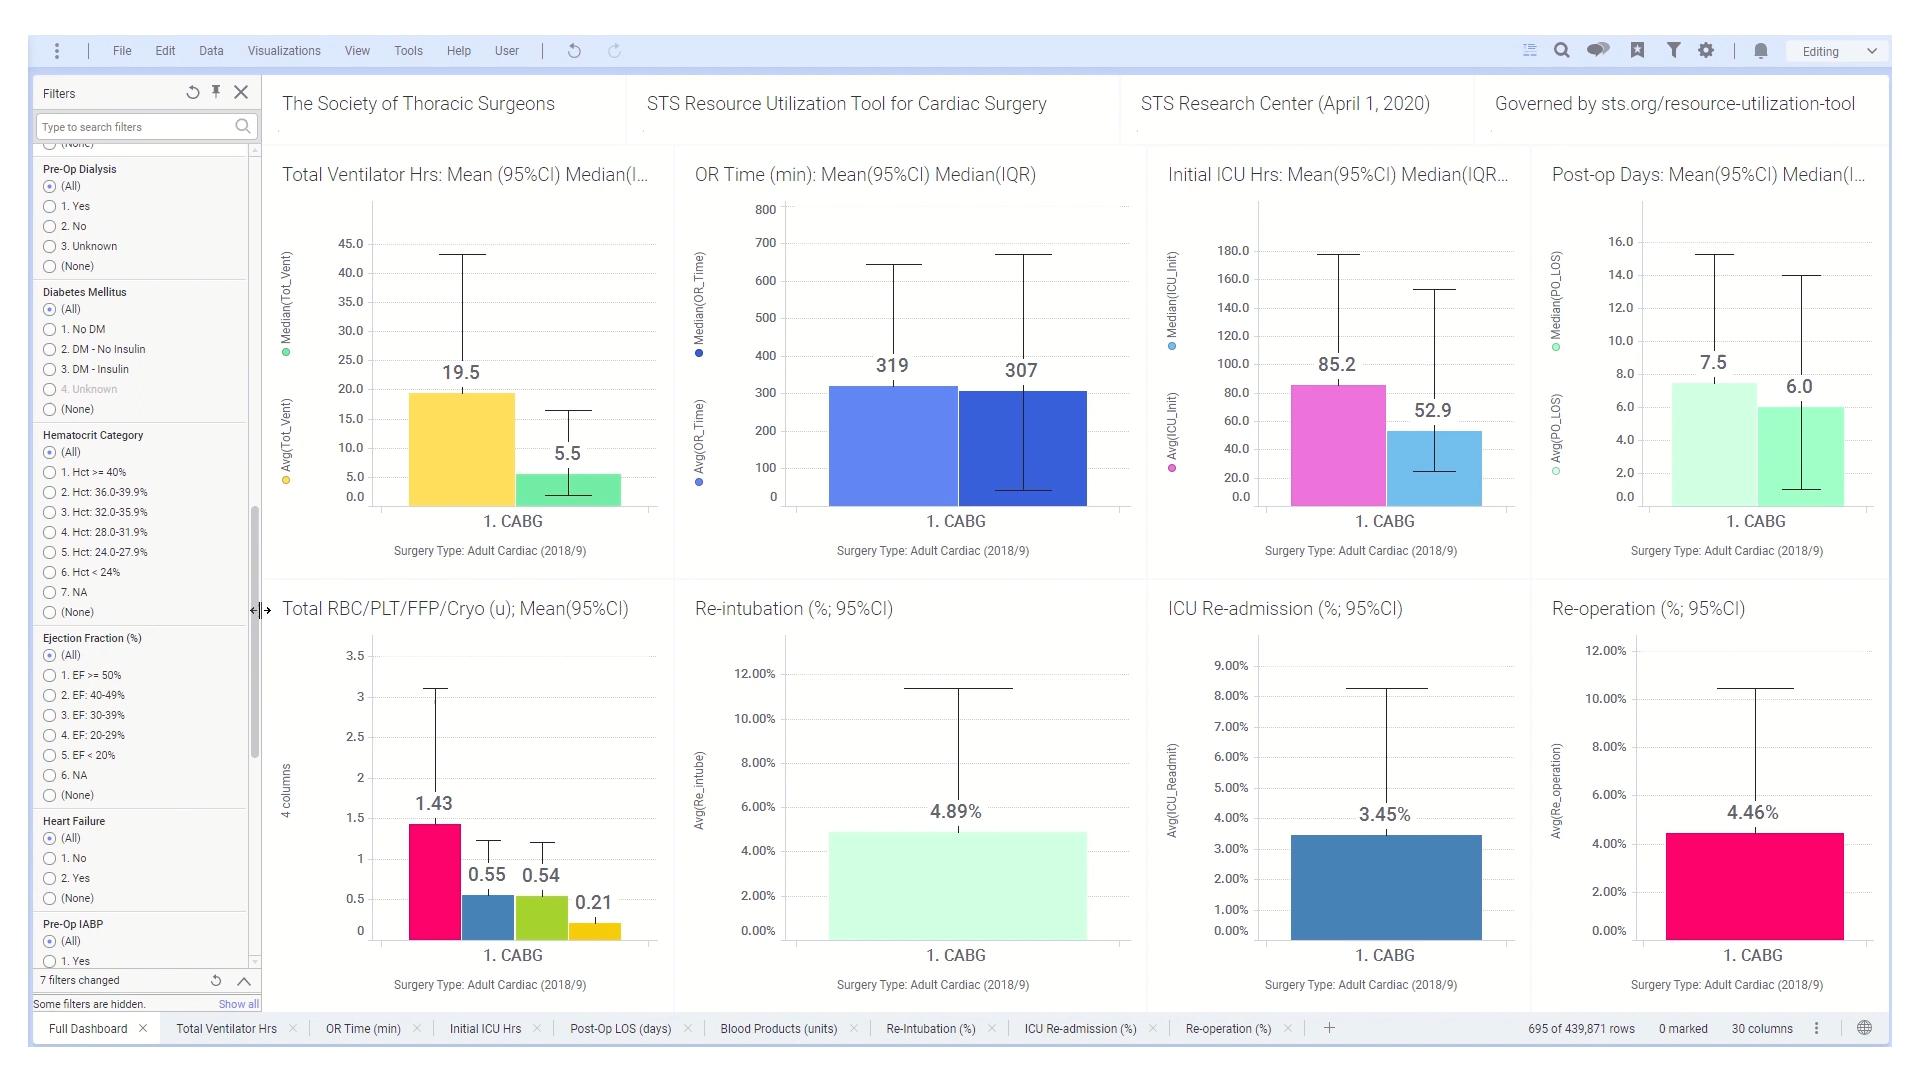 File Edit Data Visualizations View Tools Help User Editing
Filters
Type to search filters
(None)
Pre-Op Dialysis
(All)
1. Yes
2. No
3. Unknown
(None)
Diabetes Mellitus
(All)
1. No DM
2. DM - No Insulin
3. DM - Insulin
4. Unknown
(None)
Hematocrit Category
(All)
1. Hct >= 40%
2. Hct: 36.0-39.9%
3. Hct: 32.0-35.9%
4. Hct: 28.0-31.9%
5. Hct: 24.0-27.9%
6. Hct < 24%
7. NA
(None)
Ejection Fraction (%)
(All)
1. EF >= 50%
2. EF: 40-49%
3. EF: 30-39%
4. EF: 20-29%
5. EF < 20%
6. NA
(None)
Heart Failure
(All)
1. No
2. Yes
(None)
Pre-Op IABP
(All)
1. Yes
7 filters changed
Some filters are hidden. Show all
The Society of Thoracic Surgeons
STS Resource Utilization Tool for Cardiac Surgery
STS Research Center (April 1, 2020)
Governed by sts.org/resource-utilization-tool
Total Ventilator Hrs: Mean (95%CI) Median(I...
Median(Tot_Vent)
Avg(Tot_Vent)
45.0
40.0
35.0
30.0
25.0
20.0
15.0
10.0
5.0
0.0
19.5
5.5
1. CABG
Surgery Type: Adult Cardiac (2018/9)
OR Time (min): Mean(95%CI) Median(IQR)
Median(OR_Time)
Avg(OR_Time)
800
700
600
500
400
300
200
100
0
319
307
1. CABG
Surgery Type: Adult Cardiac (2018/9)
Initial ICU Hrs: Mean(95%CI) Median(IQR...
Median(ICU_Init)
Avg(ICU_Init)
180.0
160.0
140.0
120.0
100.0
80.0
60.0
40.0
20.0
0.0
85.2
52.9
1. CABG
Surgery Type: Adult Cardiac (2018/9)
Post-op Days: Mean(95%CI) Median(I...
Median(PO_LOS)
Avg(PO_LOS)
16.0
14.0
12.0
10.0
8.0
6.0
4.0
2.0
0.0
7.5
6.0
1. CABG
Surgery Type: Adult Cardiac (2018/9)
Total RBC/PLT/FFP/Cryo (u); Mean(95%CI)
4 columns
3.5
3
2.5
2
1.5
1
0.5
0
1.43
0.55
0.54
0.21
1. CABG
Surgery Type: Adult Cardiac (2018/9)
Re-intubation (%; 95%CI)
Avg(Re_intube)
12.00%
10.00%
8.00%
6.00%
4.00%
2.00%
0.00%
4.89%
1. CABG
Surgery Type: Adult Cardiac (2018/9)
ICU Re-admission (%; 95%CI)
Avg(ICU_Readmit)
9.00%
8.00%
7.00%
6.00%
5.00%
4.00%
3.00%
2.00%
1.00%
0.00%
3.45%
1. CABG
Surgery Type: Adult Cardiac (2018/9)
Re-operation (%; 95%CI)
Avg(Re_operation)
12.00%
10.00%
8.00%
6.00%
4.00%
2.00%
0.00%
4.46%
1. CABG
Surgery Type: Adult Cardiac (2018/9)
Full Dashboard Total Ventilator Hrs OR Time (min) Initial ICU Hrs Post-Op LOS (days) Blood Products (units) Re-Intubation (%) ICU Re-admission (%) Re-operation (%) 695 of 439,871 rows 0 marked 30 columns